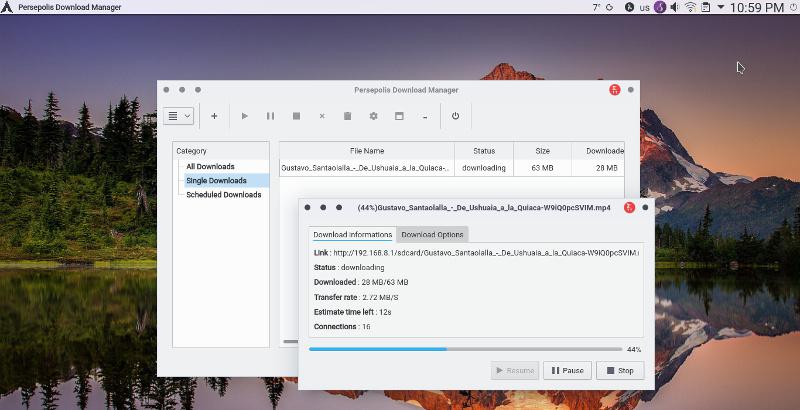 Persepolis Download Manager
7°
us
10:59 PM
Persepolis Download Manager
Category
All Downloads
Single Downloads
Scheduled Downloads
File Name Status Size Downloade
Gustavo_Santaolalla_-_De_Ushuaia_a_la_Quiaca-.. downloading 63 MB 28 MB
(44%)Gustavo_Santaolalla_-_De_Ushuaia_a_la_Quiaca-W9iQ0pcSVIM.mp4
Download Informations Download Options
Link : http://192.168.8.1/sdcard/Gustavo_Santaolalla_-_De_Ushuaia_a_la_Quiaca-W9iQ0pcSVIM.
Status : downloading
Downloaded : 28 MB/63 MB
Transfer rate : 2.72 MB/S
Estimate time left : 12s
Connections : 16
44%
Resume Pause Stop